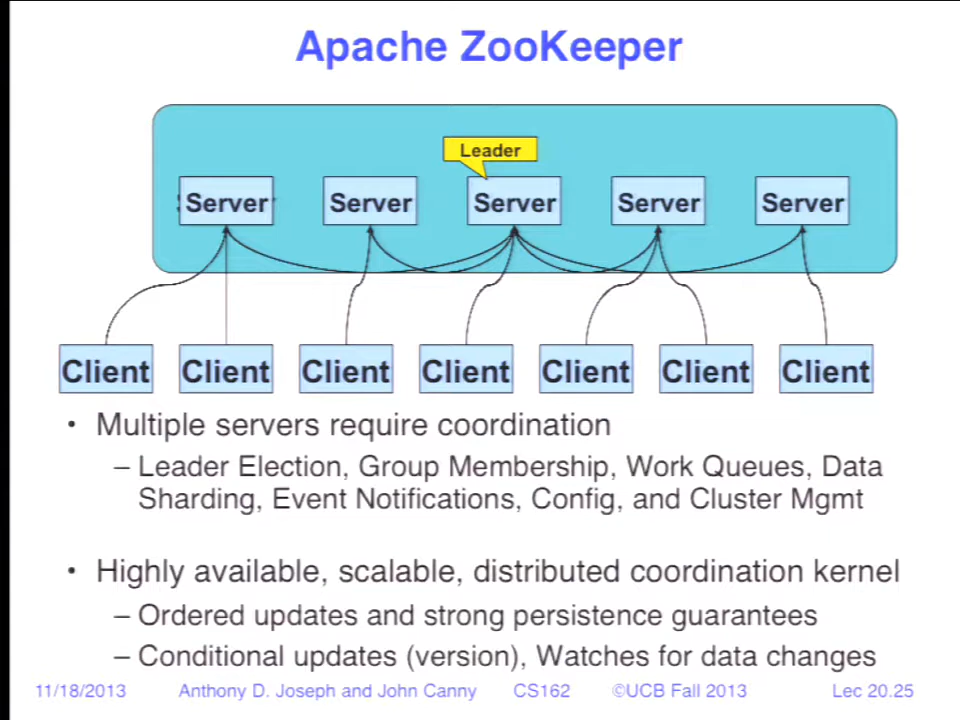 Apache ZooKeeper
Leader
Server Server Server Server Server
Client Client Client Client Client Client Client
• Multiple servers require coordination
– Leader Election, Group Membership, Work Queues, Data
Sharding, Event Notifications, Config, and Cluster Mgmt
• Highly available, scalable, distributed coordination kernel
– Ordered updates and strong persistence guarantees
– Conditional updates (version), Watches for data changes
11/18/2013 Anthony D. Joseph and John Canny CS162 ©UCB Fall 2013 Lec 20.25